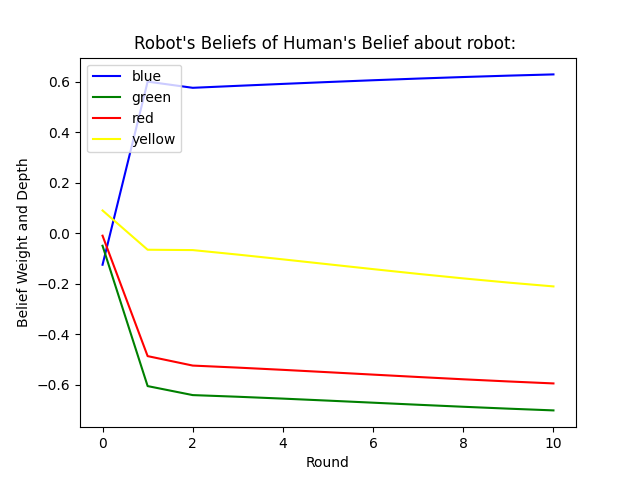 Robot's Beliefs of Human's Belief about robot:
blue
green
red
yellow
Belief Weight and Depth
0.6
0.4
0.2
0.0
−0.2
−0.4
−0.6
0 2 4 6 8 10
Round